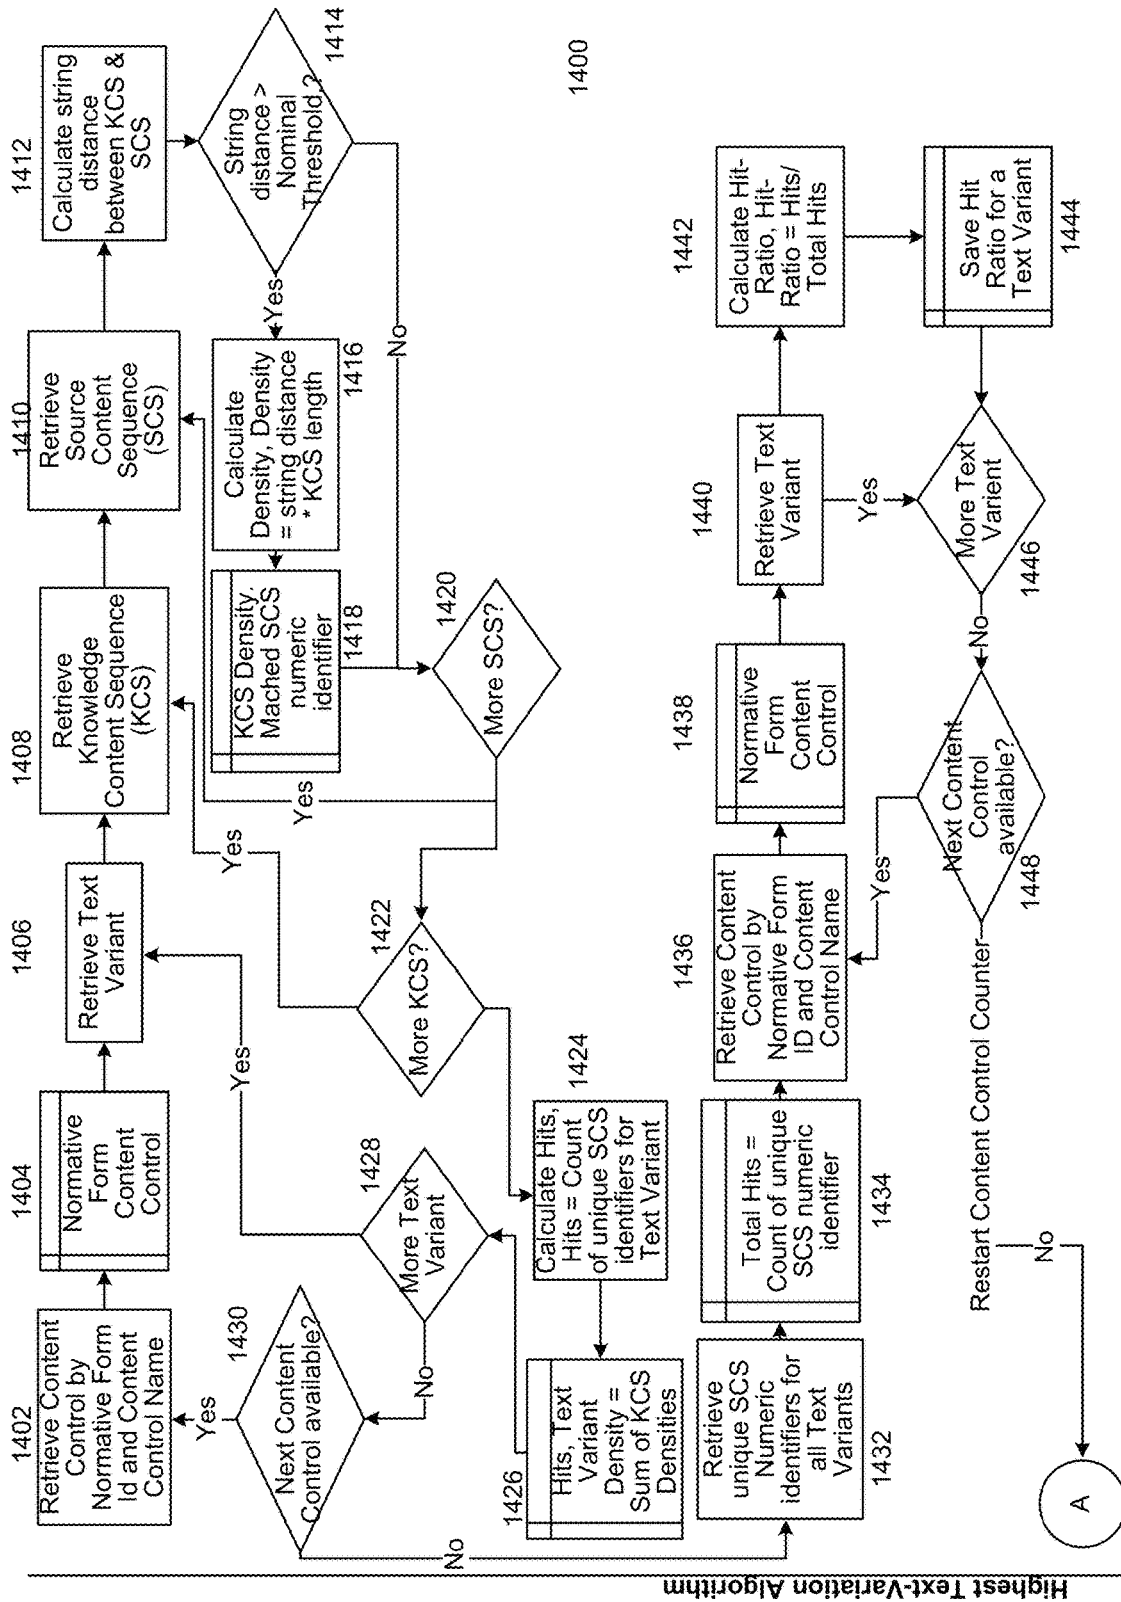 Highest Text-Variation Algorithm
1400
1402
Retrieve Content
Control by
Normative Form
Id and Content
Control Name
1404
Normative
Form
Content
Control
1406
Retrieve Text
Variant
1408
Retrieve
Knowledge
Content Sequence
(KCS)
1410
Retrieve
Source
Content
Sequence
(SCS)
1412
Calculate string
distance
between KCS &
SCS
1414
String
distance >
Nominal
Threshold,?
Yes
No
1416
Calculate
Density, Density
= string distance
* KCS length
1418
KCS Density.
Mached SCS
numeric
identifier
1420
More SCS?
Yes
1422
More KCS?
Yes
1424
Calculate Hits,
Hits = Count
of unique SCS
identifiers for
Text Variant
1426
Hits, Text
Variant
Density =
Sum of KCS
Densities
1428
More Text
Variant
Yes
No
1430
Next Content
Control available?
Yes
No
1432
Retrieve
unique SCS
Numeric
identifiers for
all Text
Variants
1434
Total Hits =
Count of unique
SCS numeric
identifier
1436
Retrieve Content
Control by
Normative Form
ID and Content
Control Name
1438
Normative
Form
Content
Control
1440
Retrieve Text
Variant
Yes
1442
Calculate Hit-
Ratio, Hit-
Ratio = Hits/
Total Hits
1444
Save Hit
Ratio for a
Text Variant
1446
More Text
Varient
No
1448
Next Content
Control
available?
Yes
Restart Content Control Counter
No
A